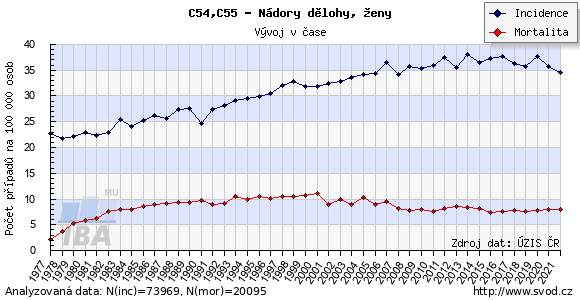 C54,C55 - Nádory dělohy, ženy
Vývoj v čase
Incidence
Mortalita
Počet případů na 100 000 osob
40
35
30
25
20
15
10
5
0
MU
IBA
Zdroj dat: ÚZIS ČR
1977 1978 1979 1980 1981 1982 1983 1984 1985 1986 1987 1988 1989 1990 1991 1992 1993 1994 1995 1996 1997 1998 1999 2000 2001 2002 2003 2004 2005 2006 2007 2008 2009 2010 2011 2012 2013 2014 2015 2016 2017 2018 2019 2020 2021
Analyzovaná data: N(inc)=73969, N(mor)=20095
http://www.svod.cz